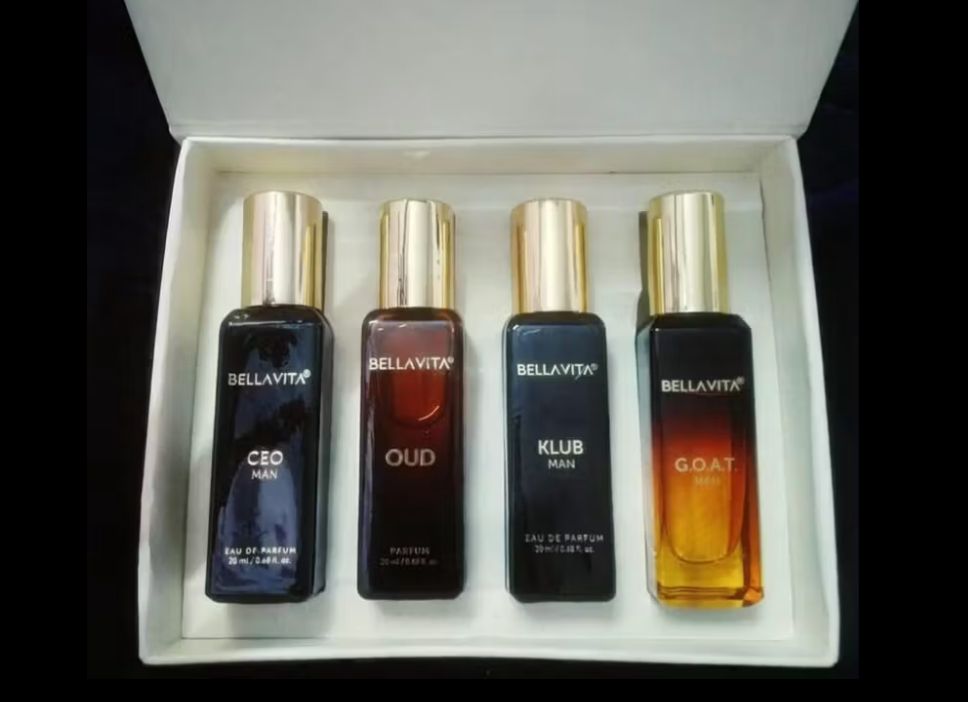 BELLAVITA®
CEO
MAN
EAU DE PARFUM
20 ml / 0.68 fl. oz.
BELLAVITA®
OUD
PARFUM
20 ml / 0.68 fl. oz.
BELLAVITA®
KLUB
MAN
EAU DE PARFUM
20 ml / 0.68 fl. oz.
BELLAVITA®
G.O.A.T.
MAN